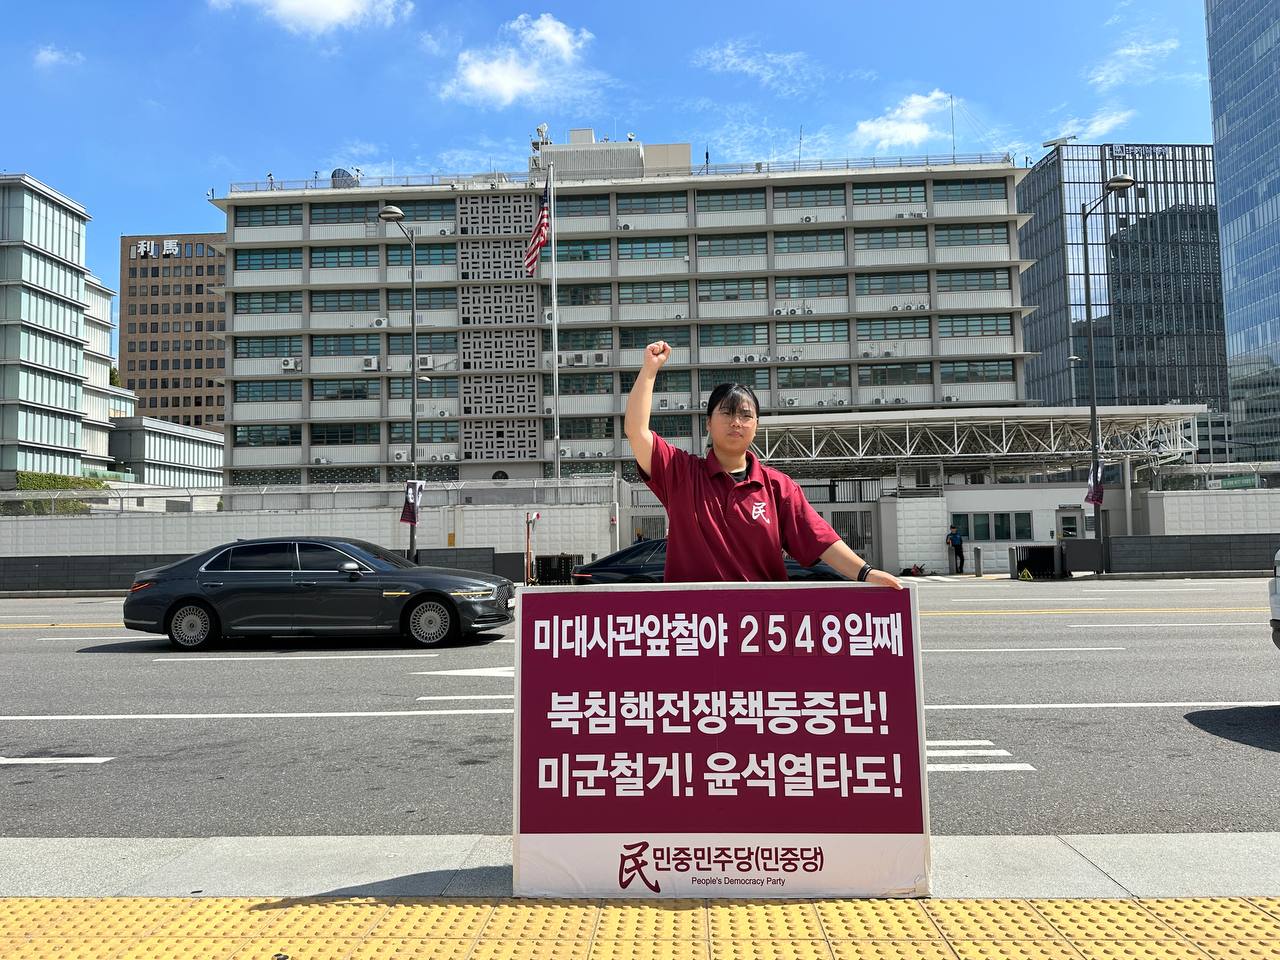 利馬
民
미대사관앞철야 2548일째
북침핵전쟁책동중단!
미군철거! 윤석열타도!
民 민중민주당(민중당)
People's Democracy Party